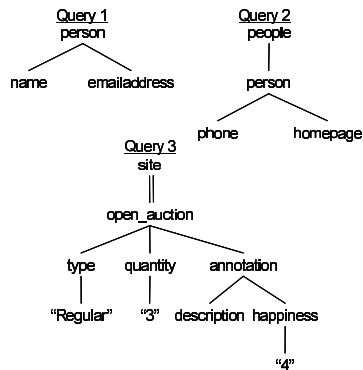 Query 1
person
name emailaddress
Query 2
people
person
phone homepage
Query 3
site
open_auction
type quantity annotation
“Regular” “3” description happiness
“4”